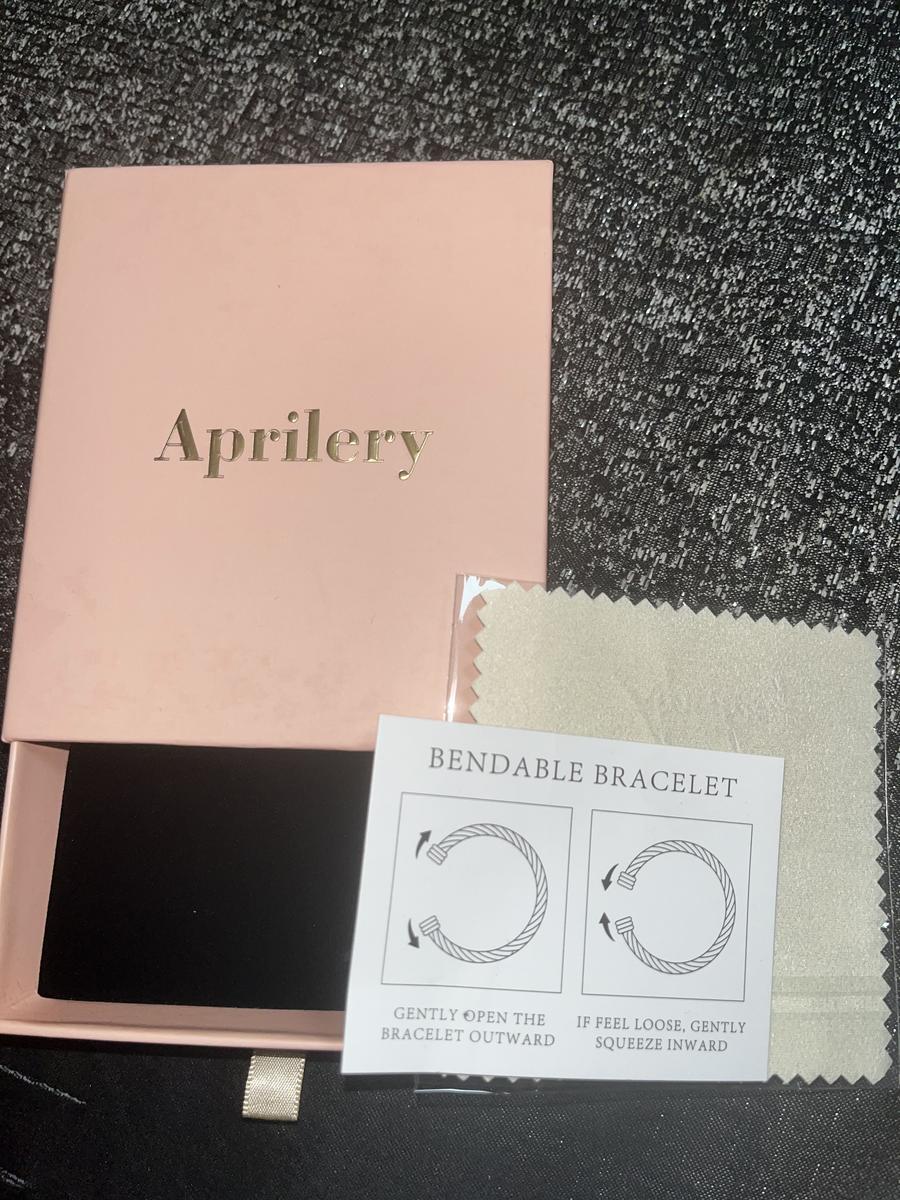 Aprilery
BENDABLE BRACELET
GENTLY OPEN THE
BRACELET OUTWARD
IF FEEL LOOSE, GENTLY
SQUEEZE INWARD